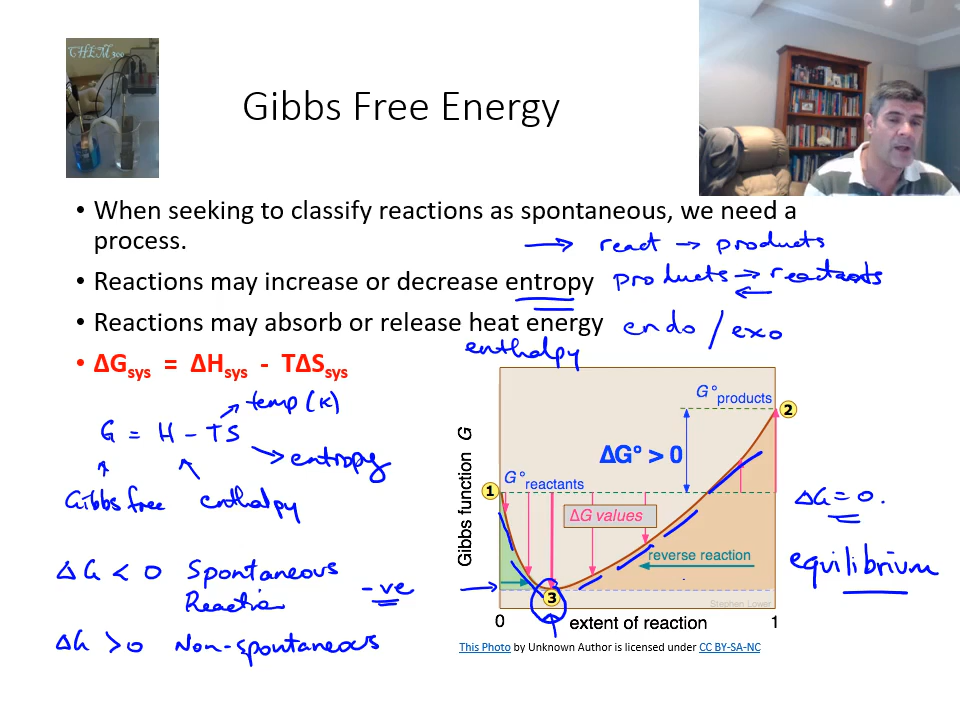 CHEM 300
Gibbs Free Energy
• When seeking to classify reactions as spontaneous, we need a
process.
→ react → products
• Reactions may increase or decrease entropy
products → reactants
←
• Reactions may absorb or release heat energy
endo / exo
enthalpy
• ΔGsys = ΔHsys - TΔSsys
temp (K)
G = H - TS
entropy
Gibbs free
enthalpy
ΔG < 0 Spontaneous
Reaction
-ve
ΔG > 0 Non-spontaneous
G°products
2
ΔG° > 0
Gibbs function G
1
G°reactants
ΔG values
reverse reaction
3
Stephen Lower
0
extent of reaction
1
ΔG = 0.
equilibrium
This Photo by Unknown Author is licensed under CC BY-SA-NC